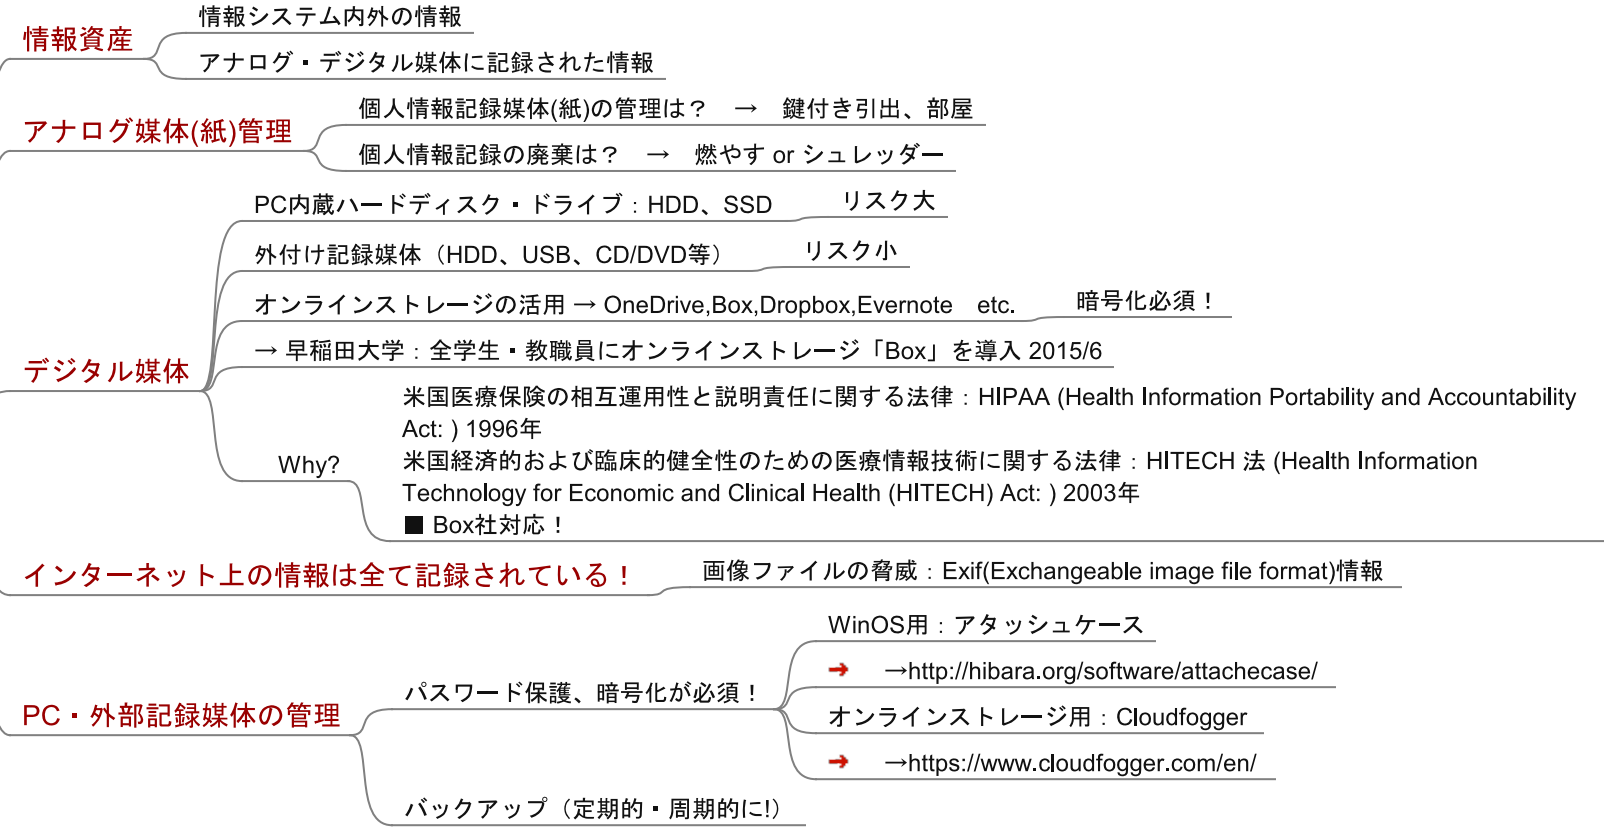 情報資産
情報システム内外の情報
アナログ・デジタル媒体に記録された情報
アナログ媒体(紙)管理
個人情報記録媒体(紙)の管理は？　→　鍵付き引出、部屋
個人情報記録の廃棄は？　→　燃やす or シュレッダー
デジタル媒体
PC内蔵ハードディスク・ドライブ：HDD、SSD
リスク大
外付け記録媒体（HDD、USB、CD/DVD等）
リスク小
オンラインストレージの活用 → OneDrive,Box,Dropbox,Evernote　etc.
暗号化必須！
→ 早稲田大学：全学生・教職員にオンラインストレージ「Box」を導入 2015/6
Why?
米国医療保険の相互運用性と説明責任に関する法律：HIPAA (Health Information Portability and Accountability
Act: ) 1996年
米国経済的および臨床的健全性のための医療情報技術に関する法律：HITECH 法 (Health Information
Technology for Economic and Clinical Health (HITECH) Act: ) 2003年
■ Box社対応！
インターネット上の情報は全て記録されている！
画像ファイルの脅威：Exif(Exchangeable image file format)情報
PC・外部記録媒体の管理
パスワード保護、暗号化が必須！
WinOS用：アタッシュケース
➜　→http://hibara.org/software/attachecase/
オンラインストレージ用：Cloudfogger
➜　→https://www.cloudfogger.com/en/
バックアップ（定期的・周期的に!）